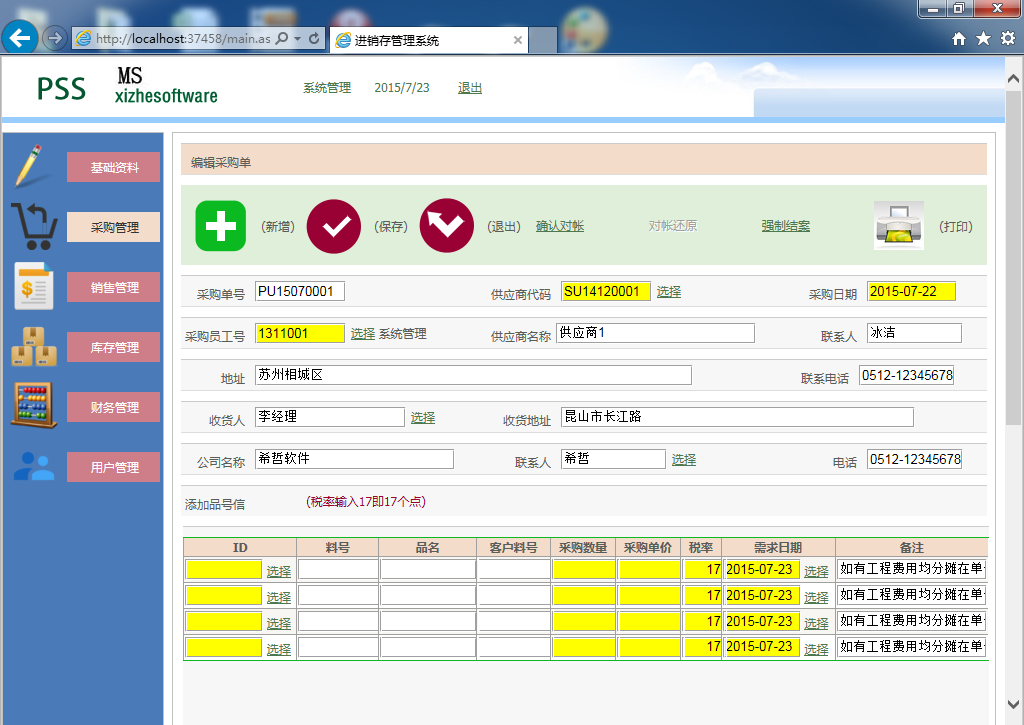 http://localhost:37458/main.as
进销存管理系统
PSS
MS
xizhesoftware
系统管理 2015/7/23 退出
基础资料
采购管理
销售管理
库存管理
财务管理
用户管理
编辑采购单
(新增) (保存) (退出) 确认对帐 对帐还原 强制结案 (打印)
采购单号 PU15070001 供应商代码 SU14120001 选择 采购日期 2015-07-22
采购员工号 1311001 选择 系统管理 供应商名称 供应商1 联系人 冰洁
地址 苏州相城区 联系电话 0512-12345678
收货人 李经理 选择 收货地址 昆山市长江路
公司名称 希哲软件 联系人 希哲 选择 电话 0512-12345678
添加品号信 (税率输入17即17个点)
ID 料号 品名 客户料号 采购数量 采购单价 税率 需求日期 备注
选择 17 2015-07-23 选择 如有工程费用均分摊在单
选择 17 2015-07-23 选择 如有工程费用均分摊在单
选择 17 2015-07-23 选择 如有工程费用均分摊在单
选择 17 2015-07-23 选择 如有工程费用均分摊在单